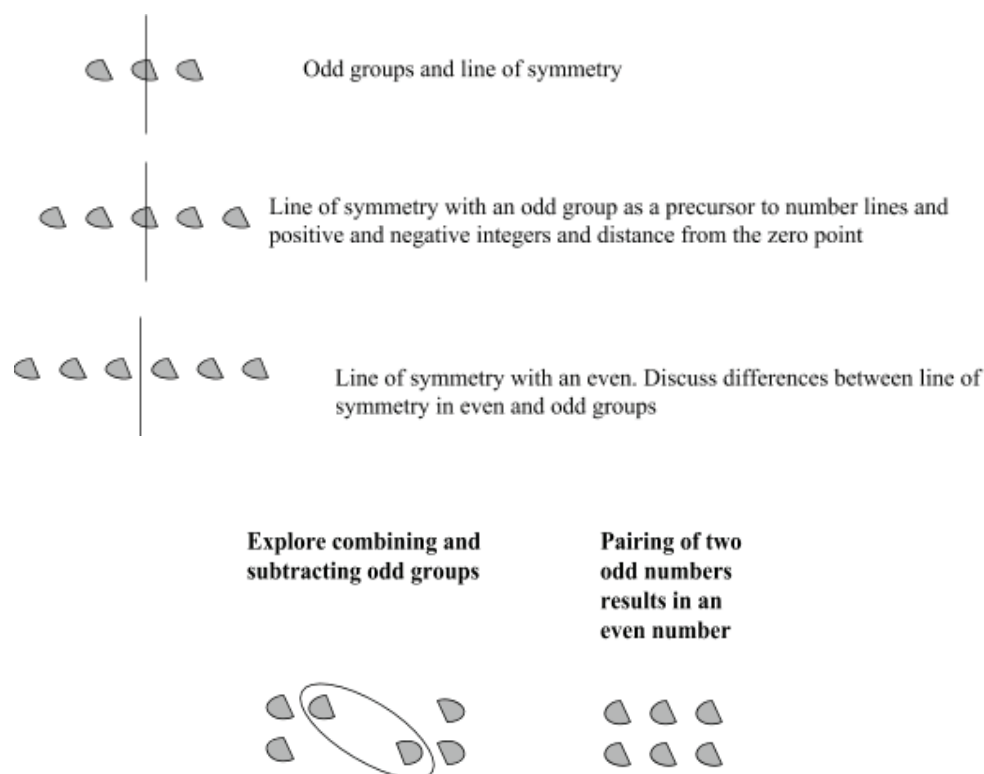 Odd groups and line of symmetry
Line of symmetry with an odd group as a precursor to number lines and
positive and negative integers and distance from the zero point
Line of symmetry with an even. Discuss differences between line of
symmetry in even and odd groups
Explore combining and
subtracting odd groups
Pairing of two
odd numbers
results in an
even number